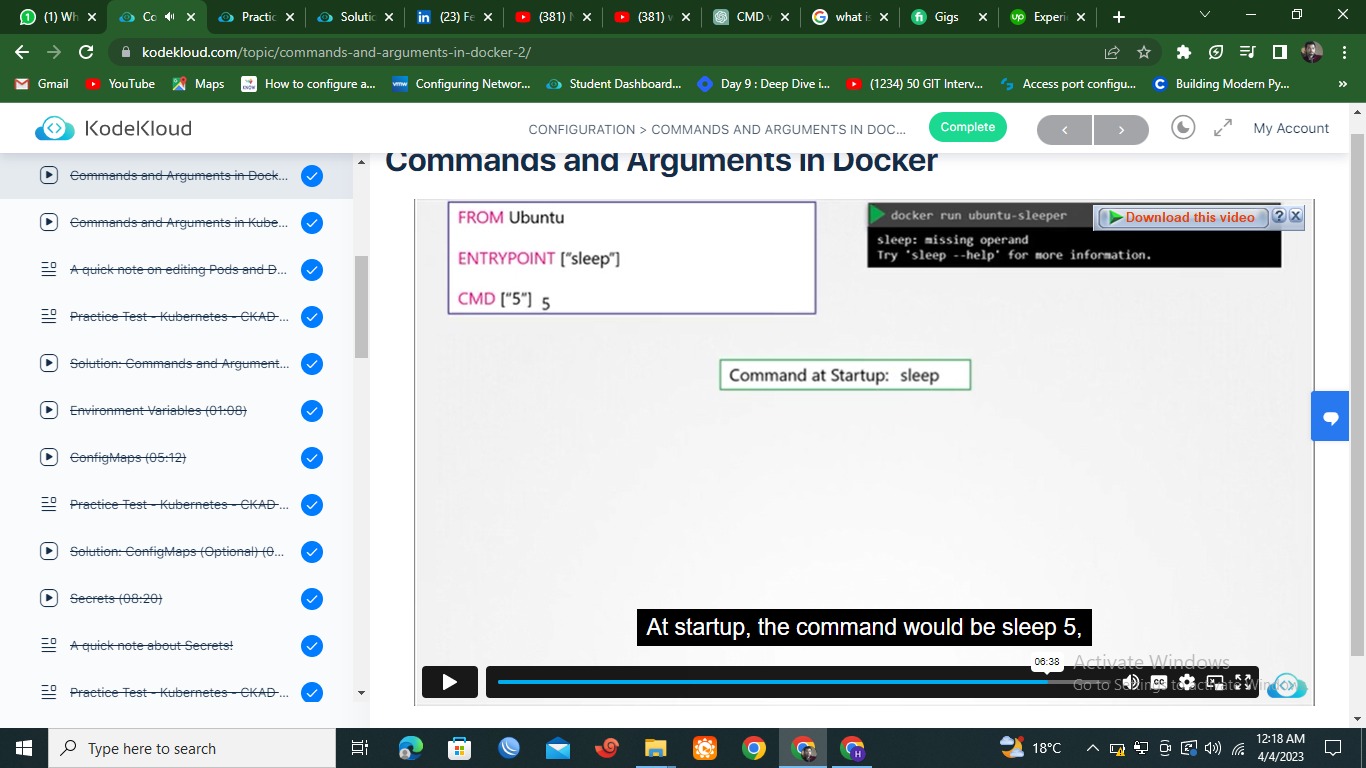 (1) Wh
Cc
Practic
Solutic
in (23) Fe
(381)
(381)
CMD
what is
fi Gigs
up Experi
kodekloud.com/topic/commands-and-arguments-in-docker-2/
Gmail
YouTube
Maps
How to configure a...
vmw Configuring Networ...
Student Dashboard...
Day 9 : Deep Dive i...
(1234) 50 GIT Interv...
Access port configu...
C Building Modern Py...
»
KodeKloud
CONFIGURATION > COMMANDS AND ARGUMENTS IN DOC...
Complete
My Account
Commands and Arguments in Dock...
Commands and Arguments in Kube...
A quick note on editing Pods and D...
Practice Test - Kubernetes - CKAD ...
Solution: Commands and Argument...
Environment Variables (01:08)
ConfigMaps (05:12)
Practice Test - Kubernetes - CKAD ...
Solution: ConfigMaps (Optional) (0...
Secrets (08:20)
A quick note about Secrets!
Practice Test - Kubernetes - CKAD ...
Commands and Arguments in Docker
FROM Ubuntu
ENTRYPOINT [“sleep”]
CMD [“5”] 5
docker run ubuntu-sleeper
Download this video ? X
sleep: missing operand
Try 'sleep --help' for more information.
Command at Startup: sleep
At startup, the command would be sleep 5,
06:38
CC
Activate Windows
Go to Settings to activate Windows.
Type here to search
H
18°C
12:18 AM
4/4/2023